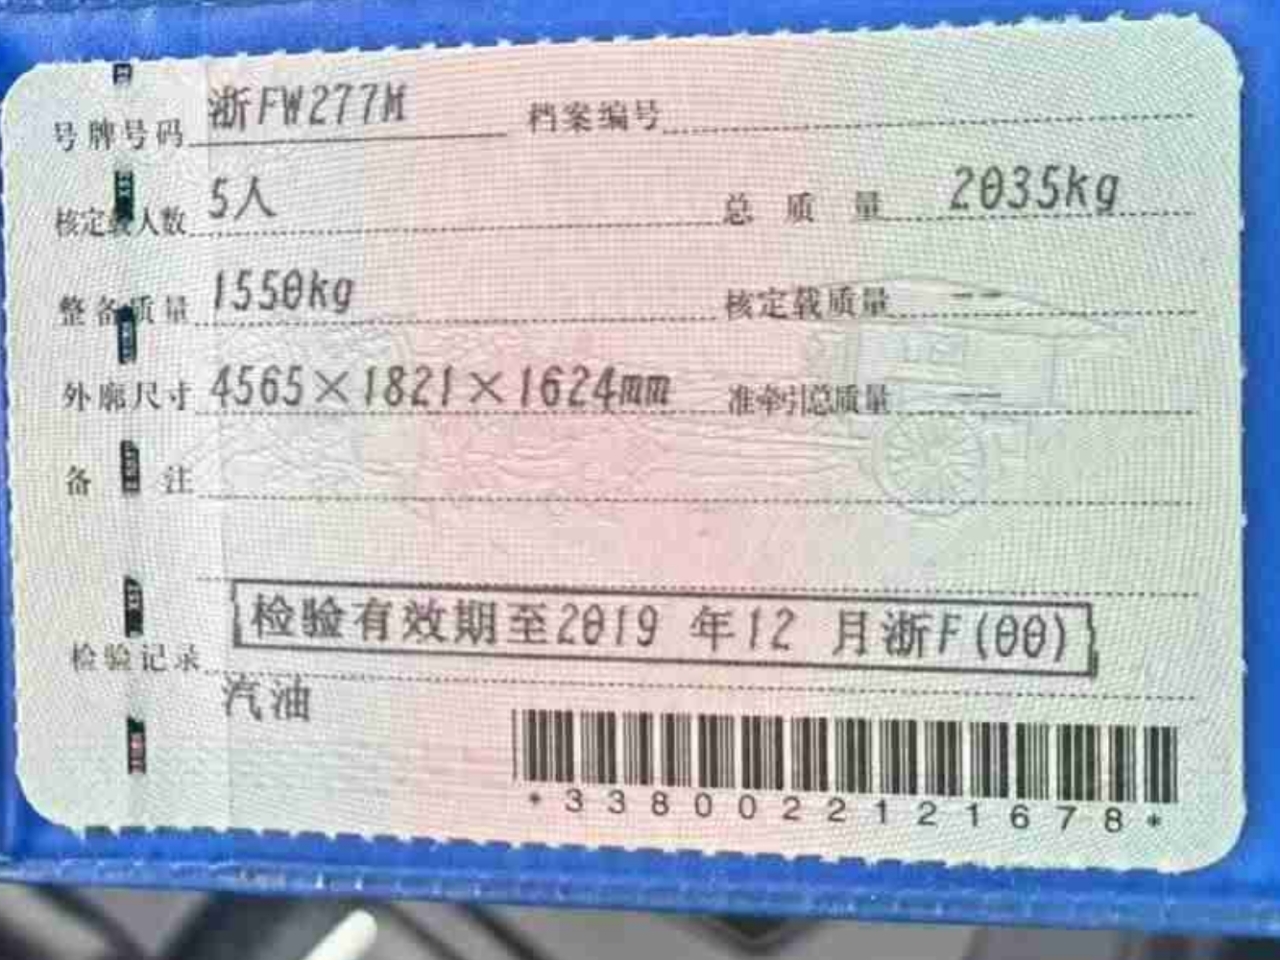 号牌号码 浙FW277M 档案编号
核定载人数 5人 总质量 2035kg
整备质量 1550kg 核定载质量 --
外廓尺寸 4565×1821×1624mm 准牵引总质量 --
备注
检验有效期至2019 年12 月浙F(00)
检验记录
汽油
*3380022121678*